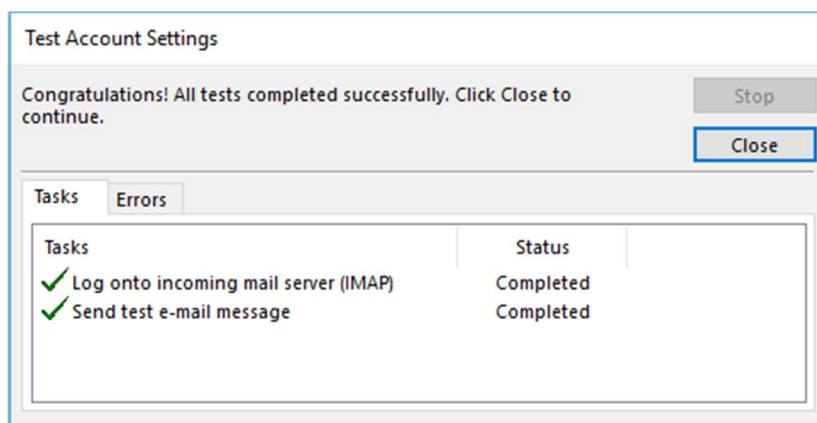 Test Account Settings
Congratulations! All tests completed successfully. Click Close to
continue.
Stop
Close
Tasks Errors
Tasks Status
Log onto incoming mail server (IMAP) Completed
Send test e-mail message Completed